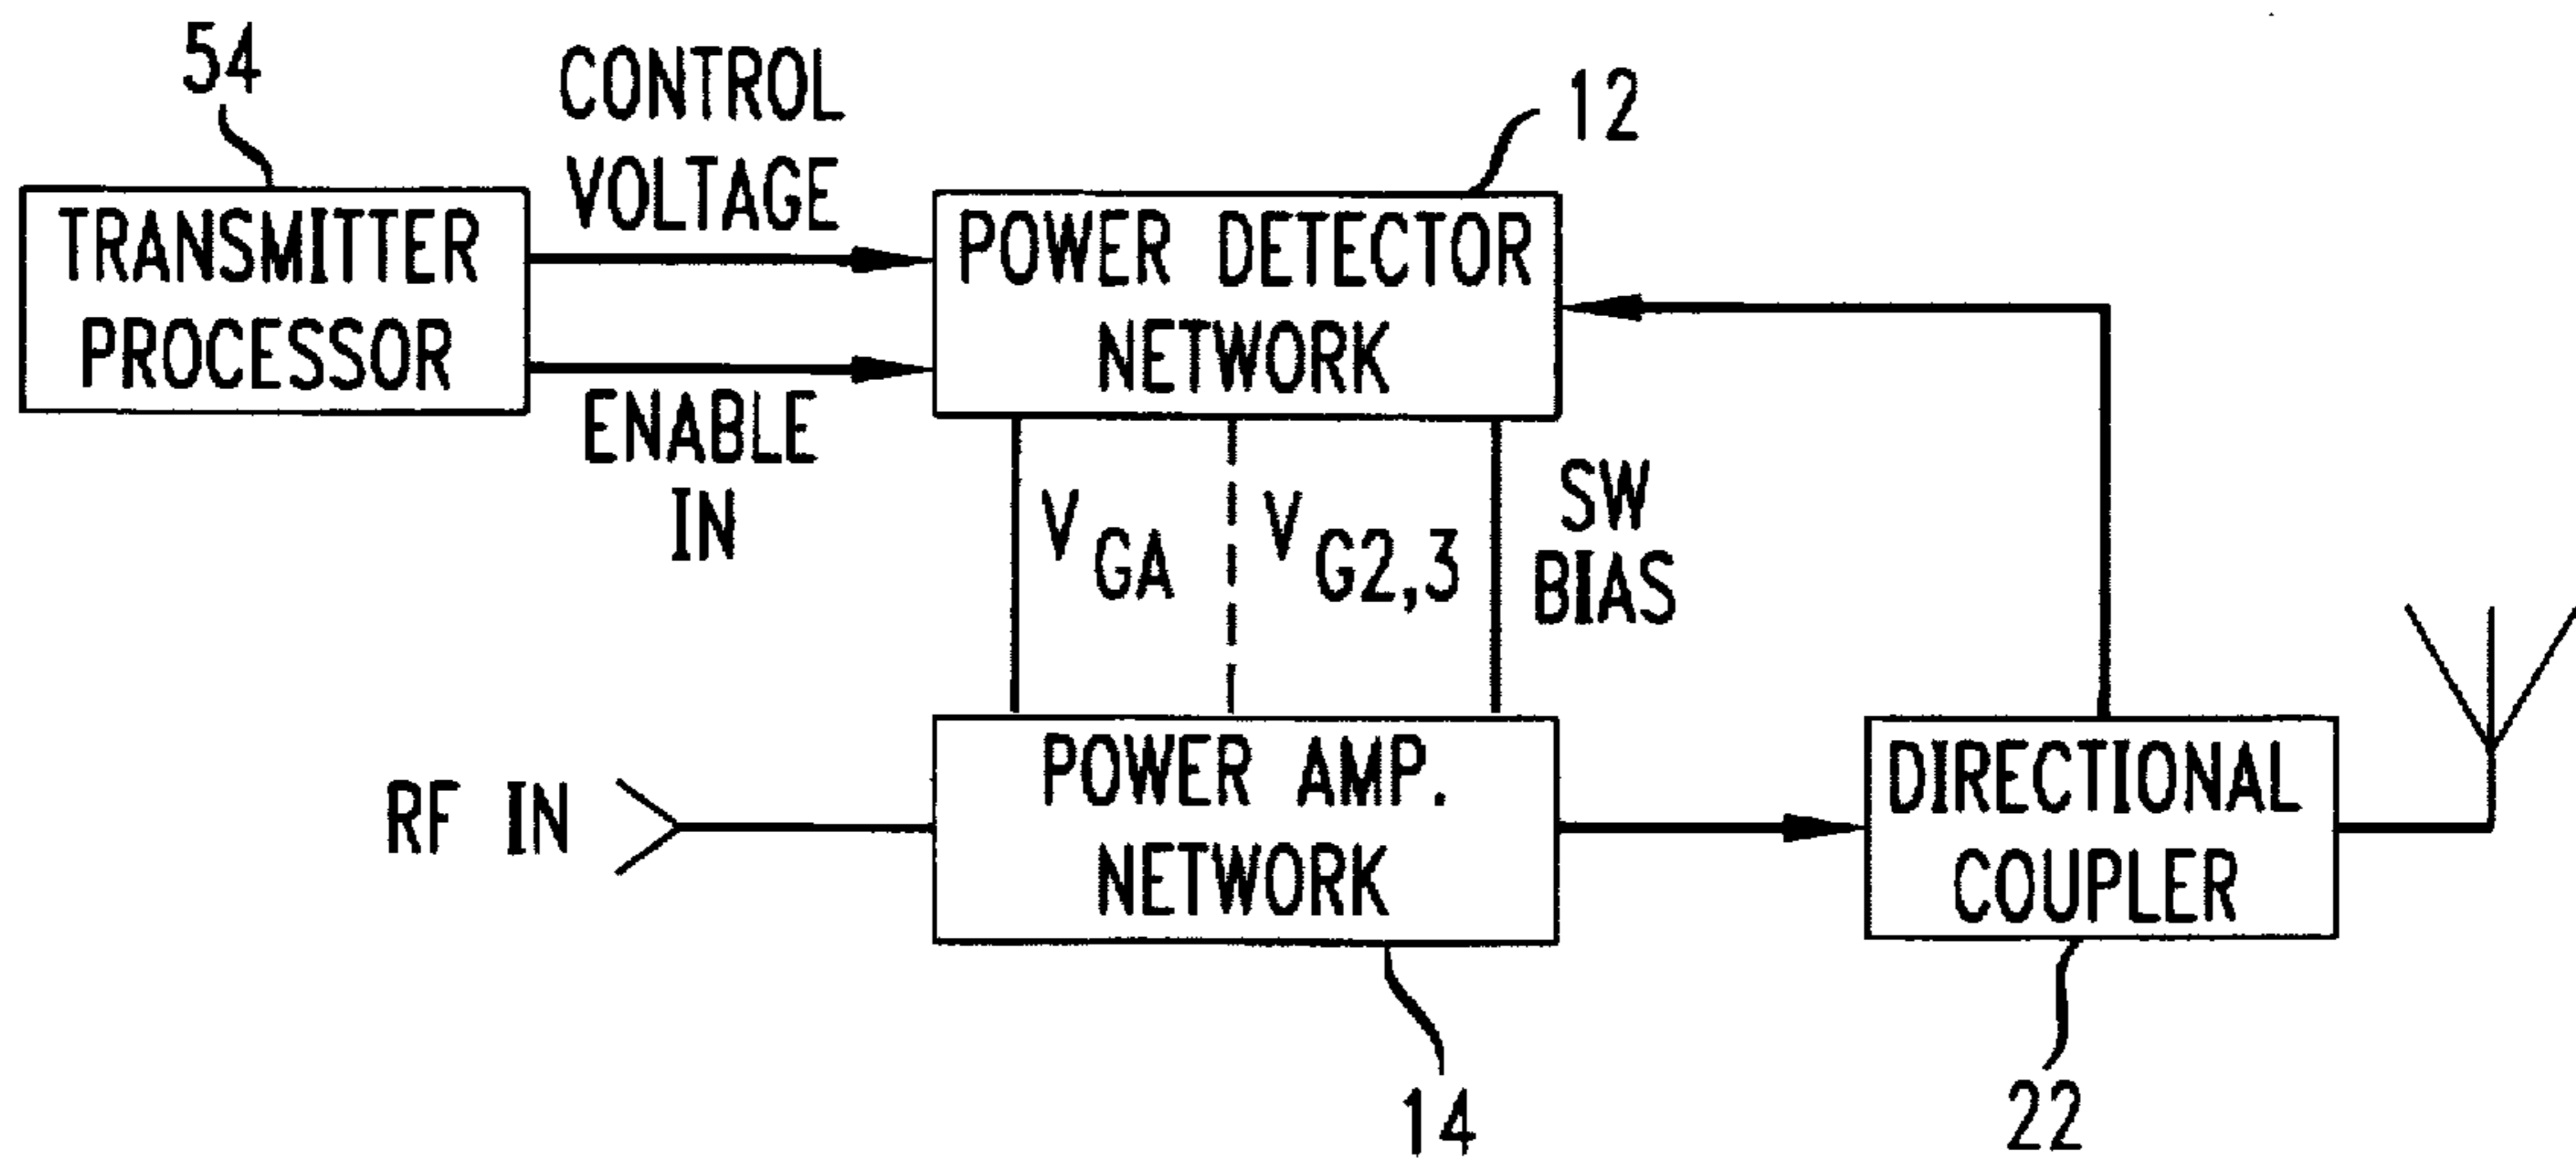 54
CONTROL
VOLTAGE
12
TRANSMITTER
PROCESSOR
POWER DETECTOR
NETWORK
ENABLE
IN
V GA
V G2,3
SW
BIAS
RF IN
POWER AMP.
NETWORK
DIRECTIONAL
COUPLER
14
22